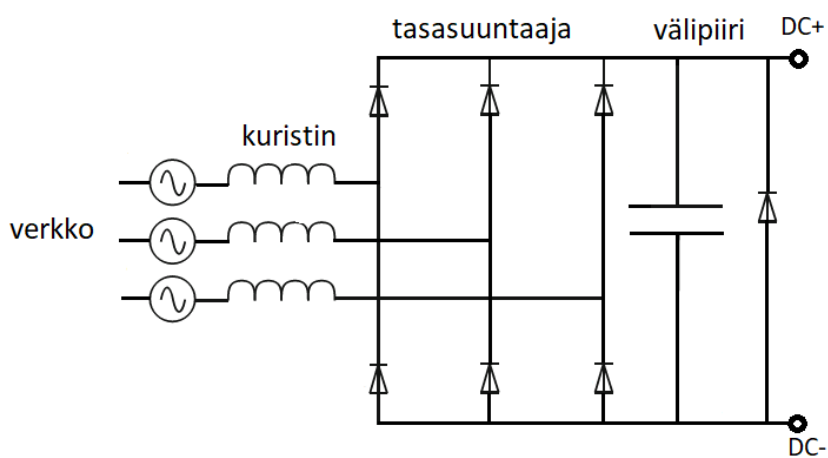 tasasuuntaaja
välipiiri
DC+
kuristin
verkko
DC-